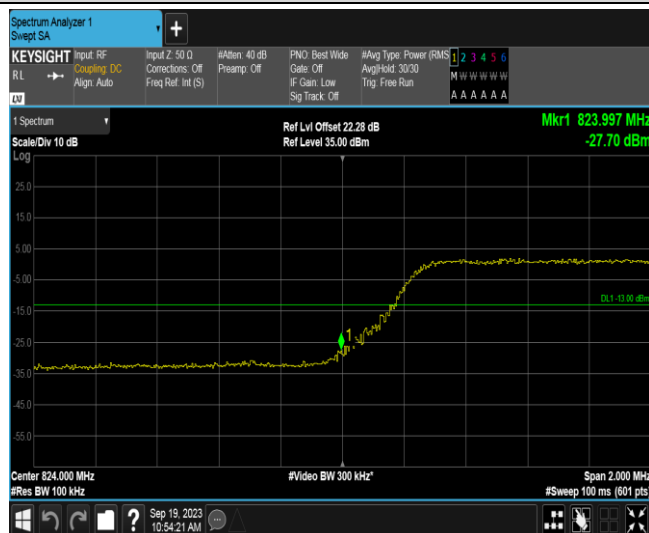 Spectrum Analyzer 1
Swept SA
+
KEYSIGHT
RL
LXI
Input: RF
Coupling: DC
Align: Auto
Input Z: 50 Ω
Corrections: Off
Freq Ref: Int (S)
#Atten: 40 dB
Preamp: Off
PNO: Best Wide
Gate: Off
IF Gain: Low
Sig Track: Off
#Avg Type: Power (RMS
Avg|Hold: 30/30
Trig: Free Run
1 2 3 4 5 6
M W W W W W
A A A A A A
1 Spectrum
Scale/Div 10 dB
Log
Ref Lvl Offset 22.28 dB
Ref Level 35.00 dBm
Mkr1 823.997 MHz
-27.70 dBm
25.0
15.0
5.00
-5.00
DL1 -13.00 dBm
-15.0
1
-25.0
-35.0
-45.0
-55.0
Center 824.000 MHz
#Res BW 100 kHz
#Video BW 300 kHz*
Span 2.000 MHz
#Sweep 100 ms (601 pts)
?
Sep 19, 2023
10:54:21 AM